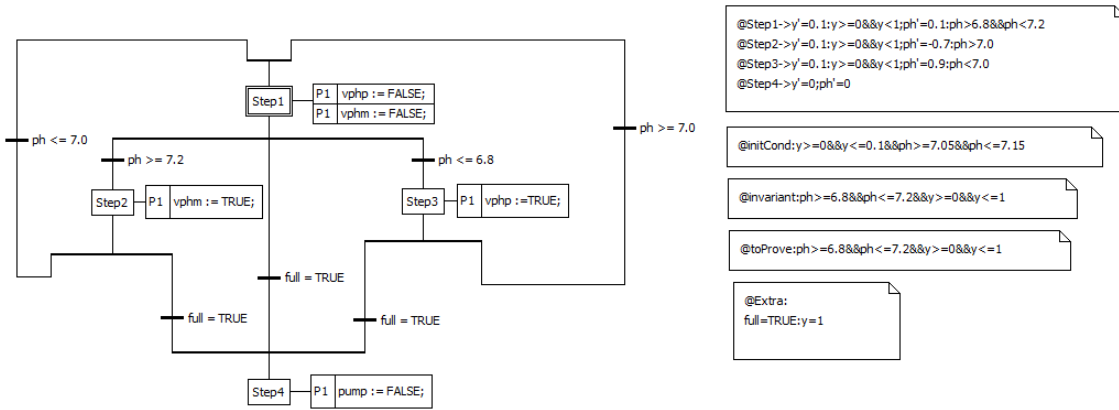 Step1
P1 vphp := FALSE;
P1 vphm := FALSE;
ph <= 7.0
ph >= 7.0
ph >= 7.2
ph <= 6.8
Step2
P1 vphm := TRUE;
Step3
P1 vphp :=TRUE;
full = TRUE
full = TRUE
full = TRUE
Step4
P1 pump := FALSE;
@Step1->y'=0.1:y>=0&&y<1;ph'=0.1:ph>6.8&&ph<7.2
@Step2->y'=0.1:y>=0&&y<1;ph'=-0.7:ph>7.0
@Step3->y'=0.1:y>=0&&y<1;ph'=0.9:ph<7.0
@Step4->y'=0;ph'=0
@initCond:y>=0&&y<=0.1&&ph>=7.05&&ph<=7.15
@invariant:ph>=6.8&&ph<=7.2&&y>=0&&y<=1
@toProve:ph>=6.8&&ph<=7.2&&y>=0&&y<=1
@Extra:
full=TRUE:y=1